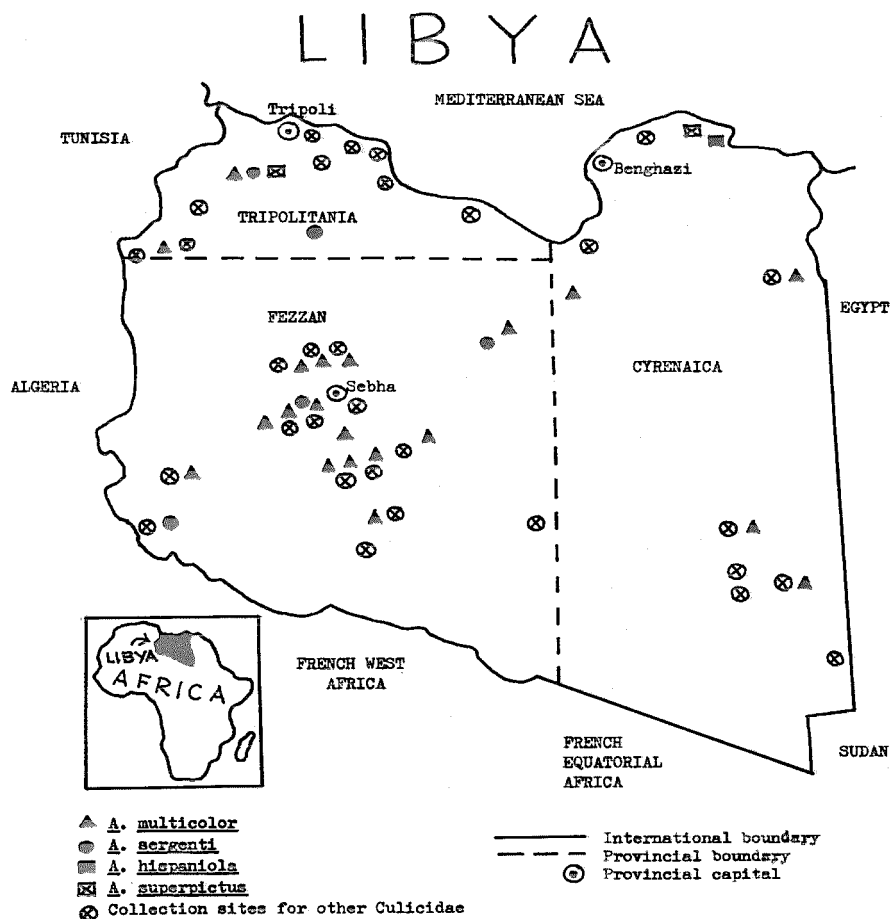 LIBYA
MEDITERRANEAN SEA
Tripoli
TUNISIA
Benghazi
TRIPOLITANIA
EGYPT
FEZZAN
CYRENAICA
ALGERIA
Sebha
LIBYA
AFRICA
FRENCH WEST
AFRICA
FRENCH
EQUATORIAL
AFRICA
SUDAN
A. multicolor
A. sergenti
A. hispaniola
A. superpictus
Collection sites for other Culicidae
International boundary
Provincial boundary
Provincial capital